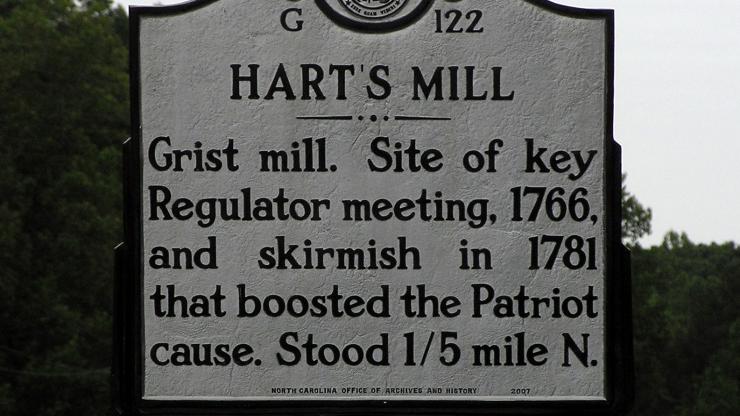 G 122
HART'S MILL
Grist mill. Site of key
Regulator meeting, 1766,
and skirmish in 1781
that boosted the Patriot
cause. Stood 1/5 mile N.
NORTH CAROLINA OFFICE OF ARCHIVES AND HISTORY 2007